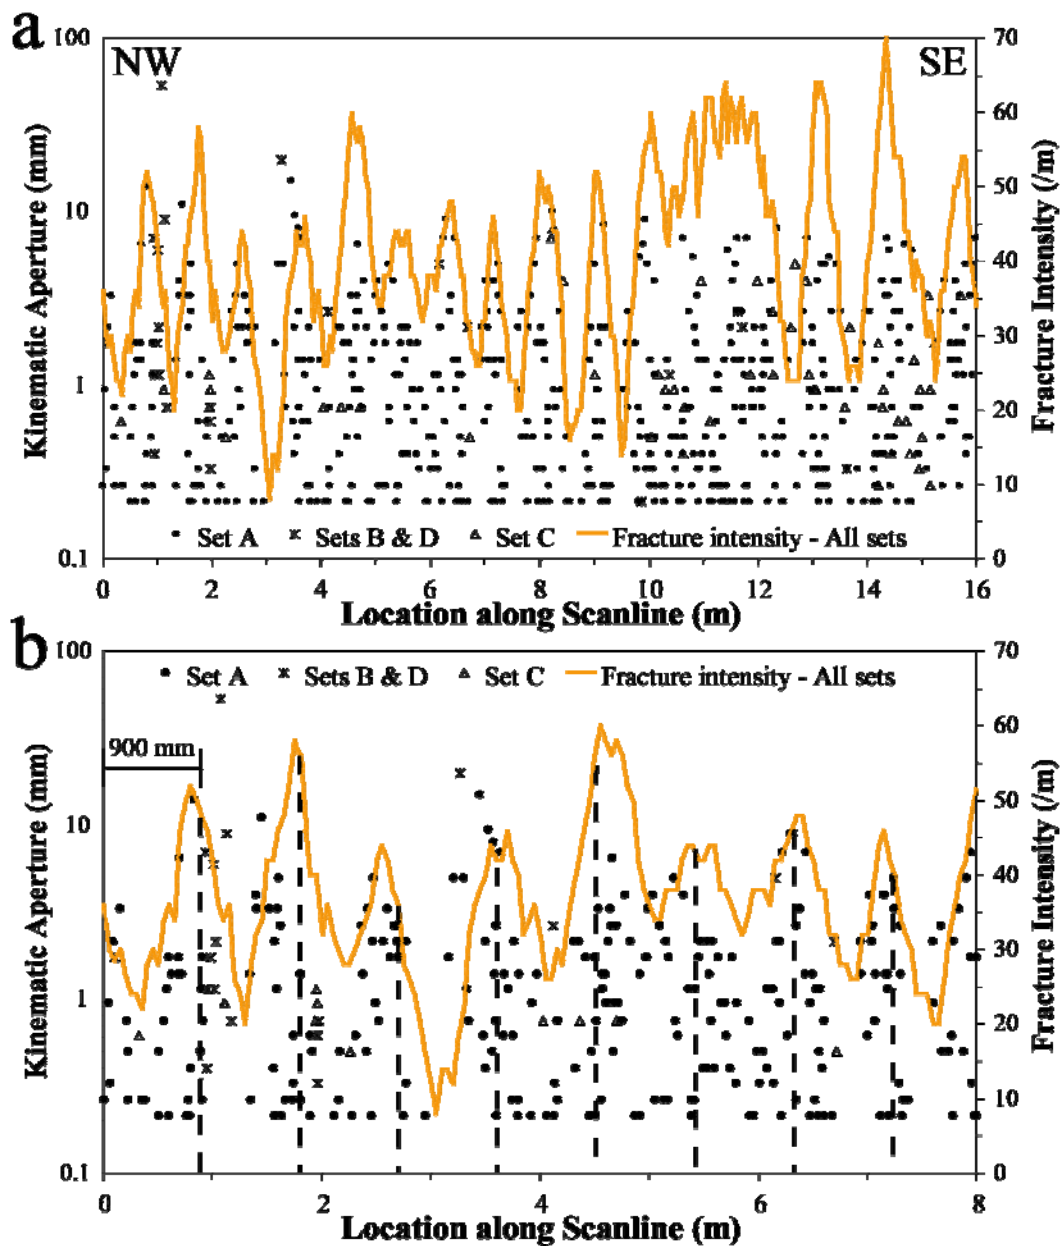 a
NW
SE
100
10
1
0.1
Kinematic Aperture (mm)
70
60
50
40
30
20
10
0
Fracture Intensity (/m)
Set A Sets B & D Set C Fracture intensity - All sets
0 2 4 6 8 10 12 14 16
Location along Scanline (m)
b
100
10
1
0.1
Kinematic Aperture (mm)
70
60
50
40
30
20
10
0
Fracture Intensity (/m)
Set A Sets B & D Set C Fracture intensity - All sets
900 mm
0 2 4 6 8
Location along Scanline (m)